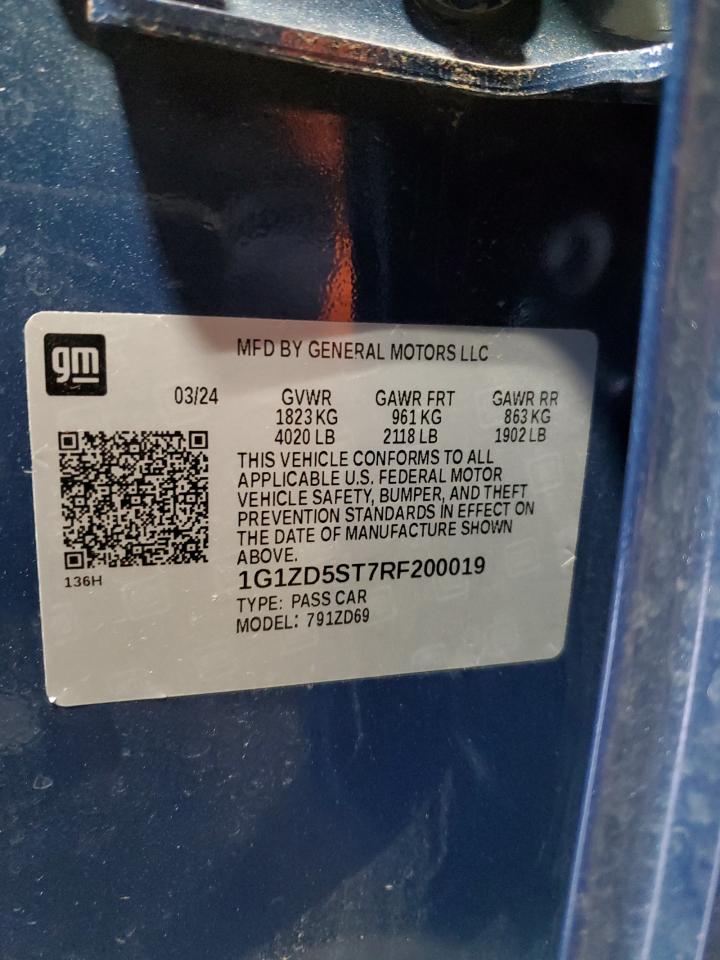 gm
MFD BY GENERAL MOTORS LLC
03/24 GVWR GAWR FRT GAWR RR
1823 KG 961 KG 863 KG
4020 LB 2118 LB 1902 LB
THIS VEHICLE CONFORMS TO ALL
APPLICABLE U.S. FEDERAL MOTOR
VEHICLE SAFETY, BUMPER, AND THEFT
PREVENTION STANDARDS IN EFFECT ON
THE DATE OF MANUFACTURE SHOWN
ABOVE.
136H
1G1ZD5ST7RF200019
TYPE: PASS CAR
MODEL: 791ZD69